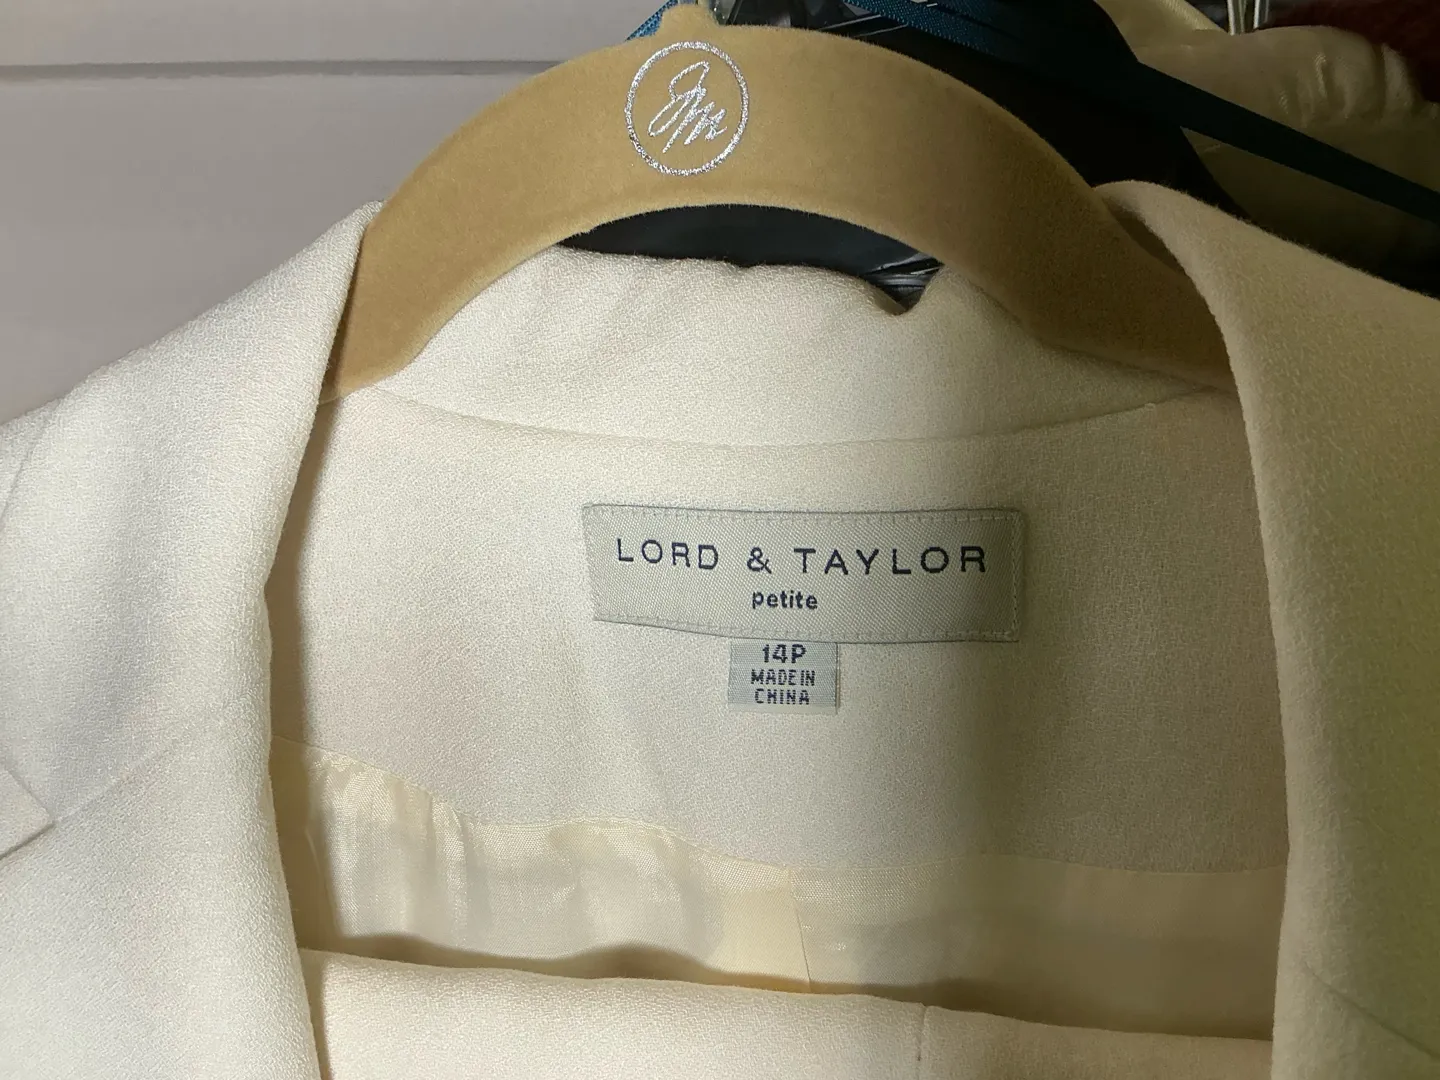 LORD & TAYLOR
petite
14P
MADE IN
CHINA